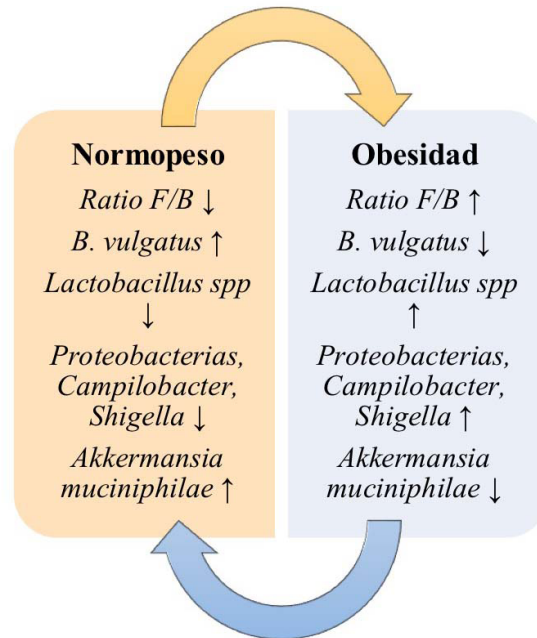 Normopeso
Ratio F/B ↓
B. vulgatus ↑
Lactobacillus spp
↓
Proteobacterias,
Campilobacter,
Shigella ↓
Akkermansia
muciniphilae ↑
Obesidad
Ratio F/B ↑
B. vulgatus ↓
Lactobacillus spp
↑
Proteobacterias,
Campilobacter,
Shigella ↑
Akkermansia
muciniphilae ↓